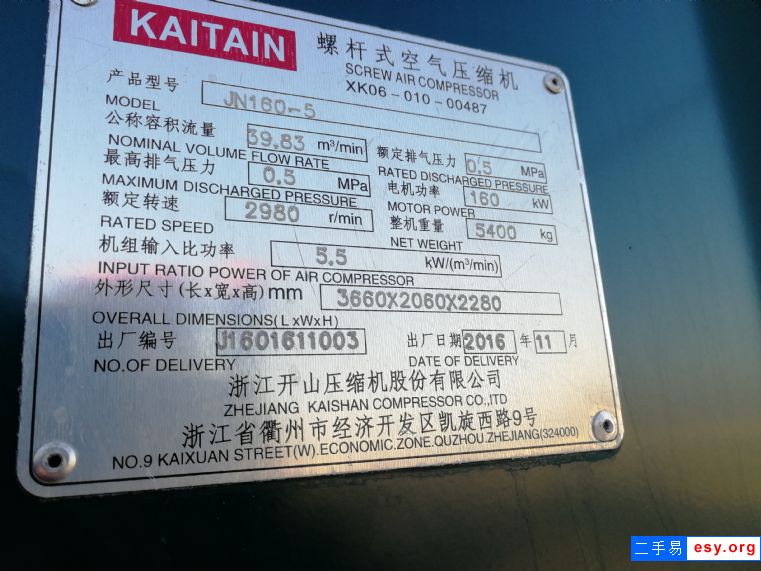 KAITAIN 螺杆式空气压缩机
SCREW AIR COMPRESSOR
XK06-010-00487
产品型号 JN160-5
MODEL
公称容积流量 39.83 m³/min 额定排气压力 0.5 MPa
NOMINAL VOLUME FLOW RATE RATED DISCHARGED PRESSURE
最高排气压力 0.5 MPa 电机功率 160 kW
MAXIMUM DISCHARGED PRESSURE MOTOR POWER
额定转速 2980 r/min 整机重量 5400 kg
RATED SPEED NET WEIGHT
机组输入比功率 5.5 kW/(m³/min)
INPUT RATIO POWER OF AIR COMPRESSOR
外形尺寸(长x宽x高)mm 3660X2060X2280
OVERALL DIMENSIONS(LxWxH)
出厂编号 J1601611003 出厂日期 2016 年 11 月
NO.OF DELIVERY DATE OF DELIVERY
浙江开山压缩机股份有限公司
ZHEJIANG KAISHAN COMPRESSOR CO.,lTD
浙江省衢州市经济开发区凯旋西路9号
NO.9 KAIXUAN STREET(W).ECONOMIC.ZONE.QUZHOU.ZHEJIANG(324000)
二手易 esy.org